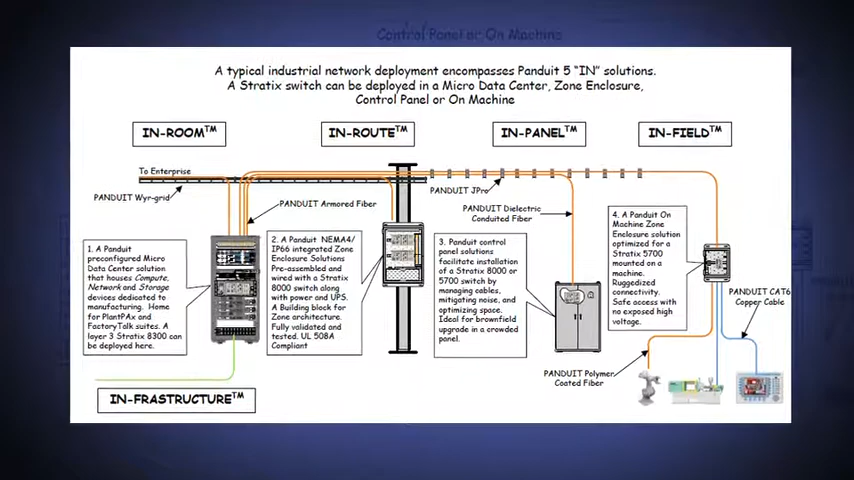 Control Panel or On Machine
A typical industrial network deployment encompasses Panduit 5 “IN” solutions.
A Stratix switch can be deployed in a Micro Data Center, Zone Enclosure,
Control Panel or On Machine
IN-ROOM™
IN-ROUTE™
IN-PANEL™
IN-FIELD™
To Enterprise
PANDUIT Wyr-grid
PANDUIT Armored Fiber
PANDUIT JPro
PANDUIT Dielectric
Conduited Fiber
1. A Panduit
preconfigured Micro
Data Center solution
that houses Compute,
Network and Storage
devices dedicated to
manufacturing. Home
for PlantPAx and
FactoryTalk suites. A
layer 3 Stratix 8300 can
be deployed here.
2. A Panduit NEMA4/
IP66 integrated Zone
Enclosure Solutions
Pre-assembled and
wired with a Stratix
8000 switch along
with power and UPS.
A Building block for
Zone architecture.
Fully validated and
tested. UL 508A
Compliant
3. Panduit control
panel solutions
facilitate installation
of a Stratix 8000 or
5700 switch by
managing cables,
mitigating noise, and
optimizing space.
Ideal for brownfield
upgrade in a crowded
panel.
4. A Panduit On
Machine Zone
Enclosure solution
optimized for a
Stratix 5700
mounted on a
machine.
Ruggedized
connectivity.
Safe access with
no exposed high
voltage.
PANDUIT CAT6
Copper Cable
PANDUIT Polymer
Coated Fiber
IN-FRASTRUCTURE™